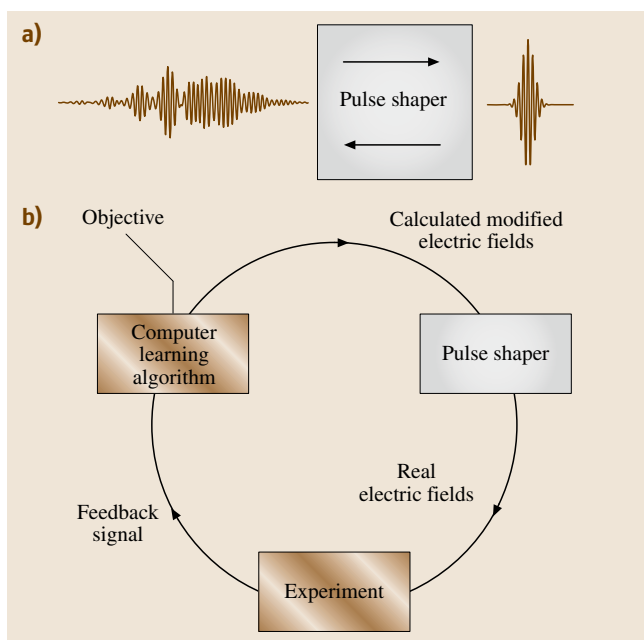 a)
Pulse shaper
b)
Objective
Calculated modified
electric fields
Computer
learning
algorithm
Pulse shaper
Real
electric fields
Feedback
signal
Experiment